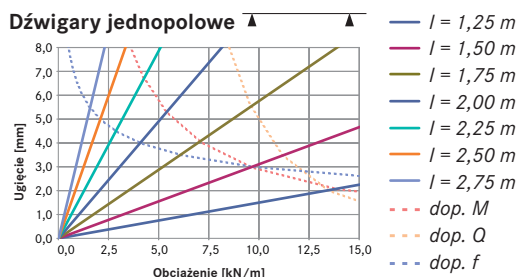 Dźwigary jednopolowe
8,0
7,0
6,0
5,0
4,0
3,0
2,0
1,0
0,0
Ugięcie [mm]
0,0 2,5 5,0 7,5 10,0 12,5 15,0
Obciążenie [kN/m]
l = 1,25 m
l = 1,50 m
l = 1,75 m
l = 2,00 m
l = 2,25 m
l = 2,50 m
l = 2,75 m
dop. M
dop. Q
dop. f